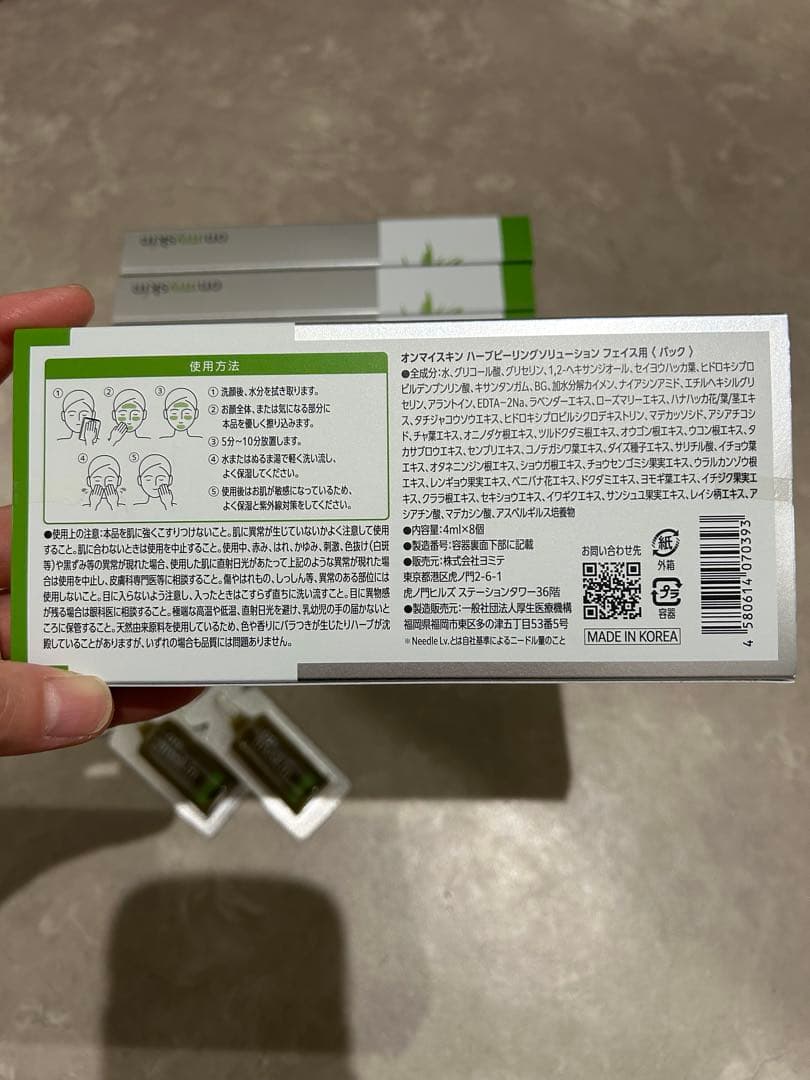 onmyskin
onmyskin
使用方法
①
②
③
④
⑤
① 洗顔後、水分を拭き取ります。
② お顔全体、または気になる部分に
本品を優しく擦り込みます。
③ 5分～10分放置します。
④ 水またはぬるま湯で軽く洗い流し、
よく保湿してください。
⑤ 使用後はお肌が敏感になっているため、
よく保湿と紫外線対策をしてください。
●使用上の注意：本品を肌に強くこすりつけないこと。肌に異常が生じていないかよく注意して使用
すること。肌に合わないときは使用を中止すること。使用中、赤み、はれ、かゆみ、刺激、色抜け(白斑
等)や黒ずみ等の異常が現れた場合、使用した肌に直射日光があたって上記のような異常が現れた場
合は使用を中止し、皮膚科専門医等に相談すること。傷やはれもの、しっしん等、異常のある部位には
使用しないこと。目に入らないよう注意し、入ったときはこすらず直ちに洗い流すこと。目に異物感
が残る場合は眼科医に相談すること。極端な高温や低温、直射日光を避け、乳幼児の手の届かないと
ころに保管すること。天然由来原料を使用しているため、色や香りにバラつきが生じたりハーブが沈
殿していることがありますが、いずれの場合も品質には問題ありません。
オンマイスキン ハーブピーリングソリューション フェイス用〈 パック 〉
●全成分：水、グリコール酸、グリセリン、1,2-ヘキサンジオール、セイヨウハッカ葉、ヒドロキシプロ
ピルデンプンリン酸、キサンタンガム、BG、加水分解カイメン、ナイアシンアミド、エチルヘキシルグリ
セリン、アラントイン、EDTA-2Na、ラベンダーエキス、ローズマリーエキス、ハナハッカ花/葉/茎エキ
ス、タチジャコウソウエキス、ヒドロキシプロピルシクロデキストリン、マデカッソシド、アシアチコシ
ド、チャ葉エキス、オニノダケ根エキス、ツルドクダミ根エキス、オウゴン根エキス、ウコン根エキス、タ
カサブロウエキス、センブリエキス、コノテガシワ葉エキス、ダイズ種子エキス、サリチル酸、イチョウ葉
エキス、オタネニンジン根エキス、ショウガ根エキス、チョウセンゴミシ果実エキス、ウラルカンゾウ根
エキス、レンギョウ果実エキス、ベニバナ花エキス、ドクダミエキス、ヨモギ葉エキス、イチジク果実エ
キス、クララ根エキス、セキショウエキス、イワギクエキス、サンシュユ果実エキス、レイシ柄エキス、ア
シアチン酸、マデカシン酸、アスペルギルス培養物
●内容量：4ml×8個
●製造番号：容器裏面下部に記載
●販売元：株式会社ヨミテ
東京都港区虎ノ門2-6-1
虎ノ門ヒルズ ステーションタワー36階
●製造販売元：一般社団法人厚生医療機構
福岡県福岡市東区多の津五丁目53番5号
※Needle Lv.とは自社基準によるニードル量のこと
お問い合わせ先
紙
外箱
プラ
容器
MADE IN KOREA
4 580614 070393